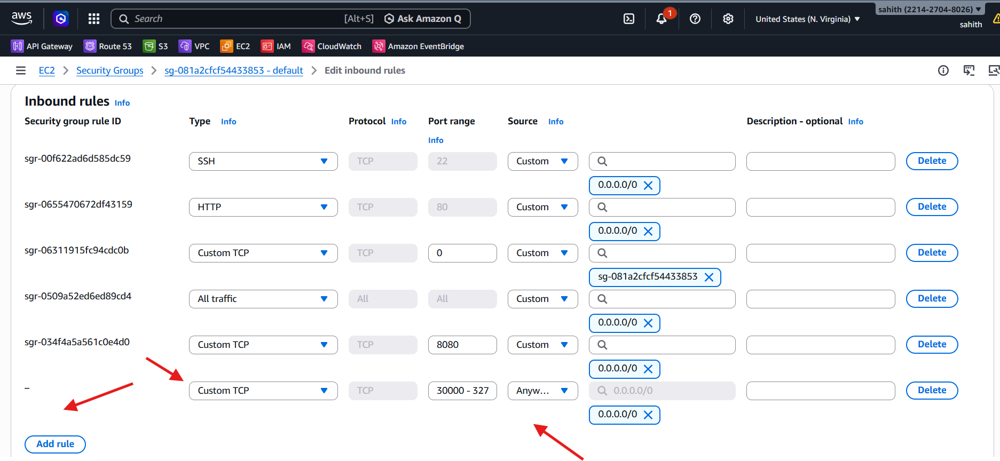 aws
Search [Alt+S] Ask Amazon Q
1
United States (N. Virginia) ▼
sahith (2214-2704-8026) ▼
sahith
API Gateway Route 53 S3 VPC EC2 IAM CloudWatch Amazon EventBridge
EC2 > Security Groups > sg-081a2cfcf54433853 - default > Edit inbound rules
Inbound rules Info
Security group rule ID Type Info Protocol Info Port range Source Info Description - optional Info
Info
sgr-00f622ad6d585dc59 SSH TCP 22 Custom Delete
0.0.0.0/0
sgr-0655470672df43159 HTTP TCP 80 Custom Delete
0.0.0.0/0
sgr-06311915fc94cdc0b Custom TCP TCP 0 Custom Delete
sg-081a2cfcf54433853
sgr-0509a52ed6ed89cd4 All traffic All All Custom Delete
0.0.0.0/0
sgr-034f4a5a561c0e4d0 Custom TCP TCP 8080 Custom Delete
0.0.0.0/0
– Custom TCP TCP 30000 - 327 Anyw... 0.0.0.0/0 Delete
0.0.0.0/0
Add rule